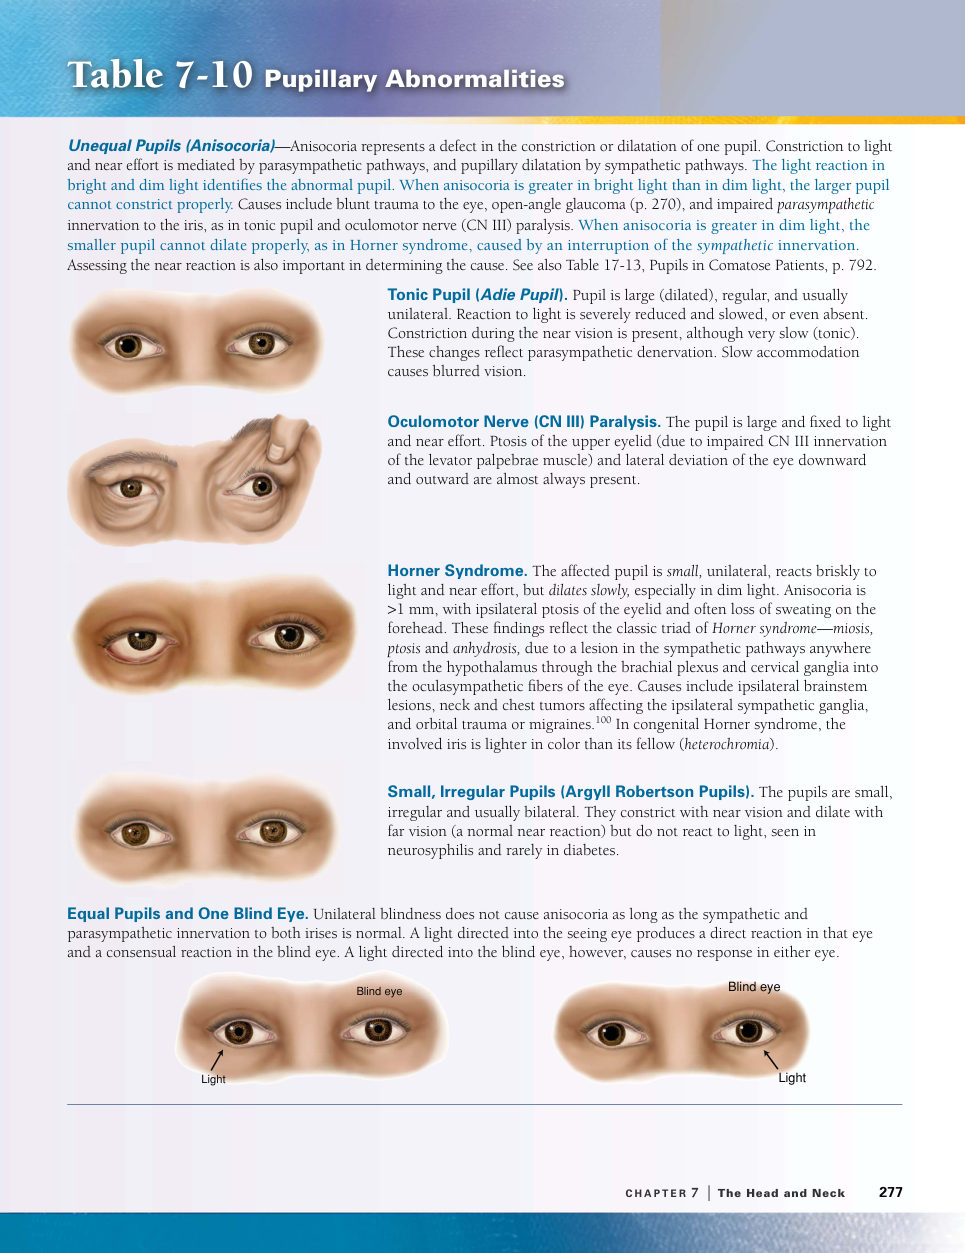 Table 7-10 Pupillary Abnormalities
Unequal Pupils (Anisocoria)—Anisocoria represents a defect in the constriction or dilatation of one pupil. Constriction to light
and near effort is mediated by parasympathetic pathways, and pupillary dilatation by sympathetic pathways. The light reaction in
bright and dim light identifies the abnormal pupil. When anisocoria is greater in bright light than in dim light, the larger pupil
cannot constrict properly. Causes include blunt trauma to the eye, open-angle glaucoma (p. 270), and impaired parasympathetic
innervation to the iris, as in tonic pupil and oculomotor nerve (CN III) paralysis. When anisocoria is greater in dim light, the
smaller pupil cannot dilate properly, as in Horner syndrome, caused by an interruption of the sympathetic innervation.
Assessing the near reaction is also important in determining the cause. See also Table 17-13, Pupils in Comatose Patients, p. 792.
Tonic Pupil (Adie Pupil). Pupil is large (dilated), regular, and usually
unilateral. Reaction to light is severely reduced and slowed, or even absent.
Constriction during the near vision is present, although very slow (tonic).
These changes reflect parasympathetic denervation. Slow accommodation
causes blurred vision.
Oculomotor Nerve (CN III) Paralysis. The pupil is large and fixed to light
and near effort. Ptosis of the upper eyelid (due to impaired CN III innervation
of the levator palpebrae muscle) and lateral deviation of the eye downward
and outward are almost always present.
Horner Syndrome. The affected pupil is small, unilateral, reacts briskly to
light and near effort, but dilates slowly, especially in dim light. Anisocoria is
>1 mm, with ipsilateral ptosis of the eyelid and often loss of sweating on the
forehead. These findings reflect the classic triad of Horner syndrome—miosis,
ptosis and anhydrosis, due to a lesion in the sympathetic pathways anywhere
from the hypothalamus through the brachial plexus and cervical ganglia into
the oculasympathetic fibers of the eye. Causes include ipsilateral brainstem
lesions, neck and chest tumors affecting the ipsilateral sympathetic ganglia,
and orbital trauma or migraines.100 In congenital Horner syndrome, the
involved iris is lighter in color than its fellow (heterochromia).
Small, Irregular Pupils (Argyll Robertson Pupils). The pupils are small,
irregular and usually bilateral. They constrict with near vision and dilate with
far vision (a normal near reaction) but do not react to light, seen in
neurosyphilis and rarely in diabetes.
Equal Pupils and One Blind Eye. Unilateral blindness does not cause anisocoria as long as the sympathetic and
parasympathetic innervation to both irises is normal. A light directed into the seeing eye produces a direct reaction in that eye
and a consensual reaction in the blind eye. A light directed into the blind eye, however, causes no response in either eye.
Blind eye
Light
Blind eye
Light
CHAPTER 7 | The Head and Neck 277